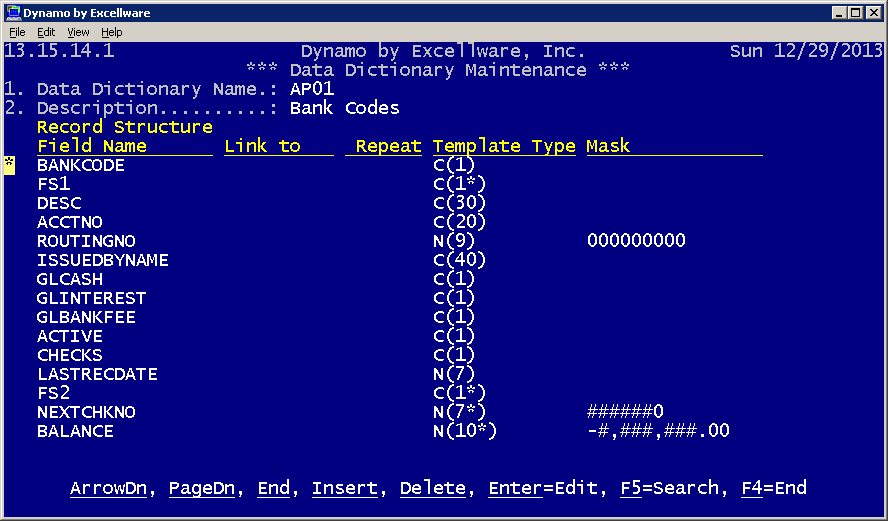 Dynamo by Excellware
File Edit View Help
13.15.14.1 Dynamo by Excellware, Inc. Sun 12/29/2013
*** Data Dictionary Maintenance ***
1. Data Dictionary Name.: AP01
2. Description..........: Bank Codes
Record Structure
Field Name Link to Repeat Template Type Mask
* BANKCODE C(1)
FS1 C(1*)
DESC C(30)
ACCTNO C(20)
ROUTINGNO N(9) 000000000
ISSUEDBYNAME C(40)
GLCASH C(1)
GLINTEREST C(1)
GLBANKFEE C(1)
ACTIVE C(1)
CHECKS C(1)
LASTRECDATE N(7)
FS2 C(1*)
NEXTCHKNO N(7*) ######0
BALANCE N(10*) -#,###,###.00
ArrowDn, PageDn, End, Insert, Delete, Enter=Edit, F5=Search, F4=End